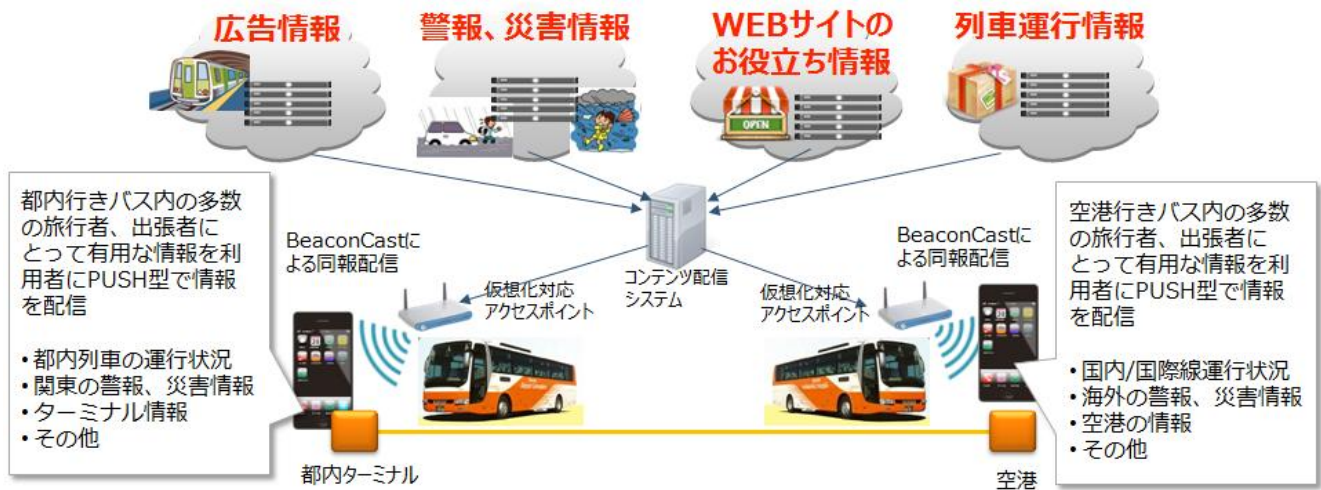 広告情報
警報、災害情報
WEBサイトの
お役立ち情報
列車運行情報
OPEN
都内行きバス内の多数
の旅行者、出張者に
とって有用な情報を利
用者にPUSH型で情報
を配信
•都内列車の運行状況
•関東の警報、災害情報
•ターミナル情報
•その他
BeaconCastに
よる同報配信
仮想化対応
アクセスポイント
コンテンツ配信
システム
仮想化対応
アクセスポイント
BeaconCastに
よる同報配信
空港行きバス内の多数
の旅行者、出張者に
とって有用な情報を利
用者にPUSH型で情報
を配信
•国内/国際線運行状況
•海外の警報、災害情報
•空港の情報
•その他
都内ターミナル
空港